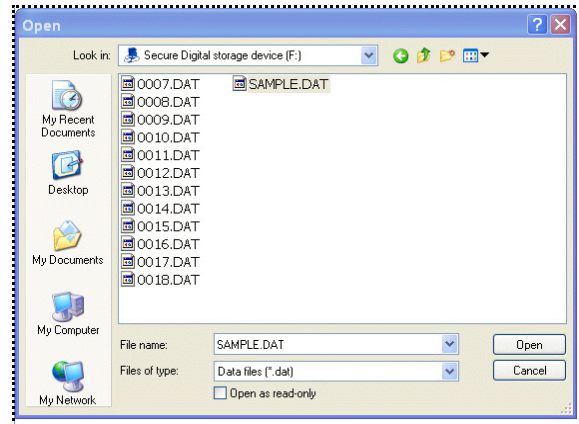 Open
Look in: Secure Digital storage device (F:)
My Recent
Documents
Desktop
My Documents
My Computer
My Network
0007.DAT
0008.DAT
0009.DAT
0010.DAT
0011.DAT
0012.DAT
0013.DAT
0014.DAT
0015.DAT
0016.DAT
0017.DAT
0018.DAT
SAMPLE.DAT
File name: SAMPLE.DAT Open
Files of type: Data files (*.dat) Cancel
Open as read-only